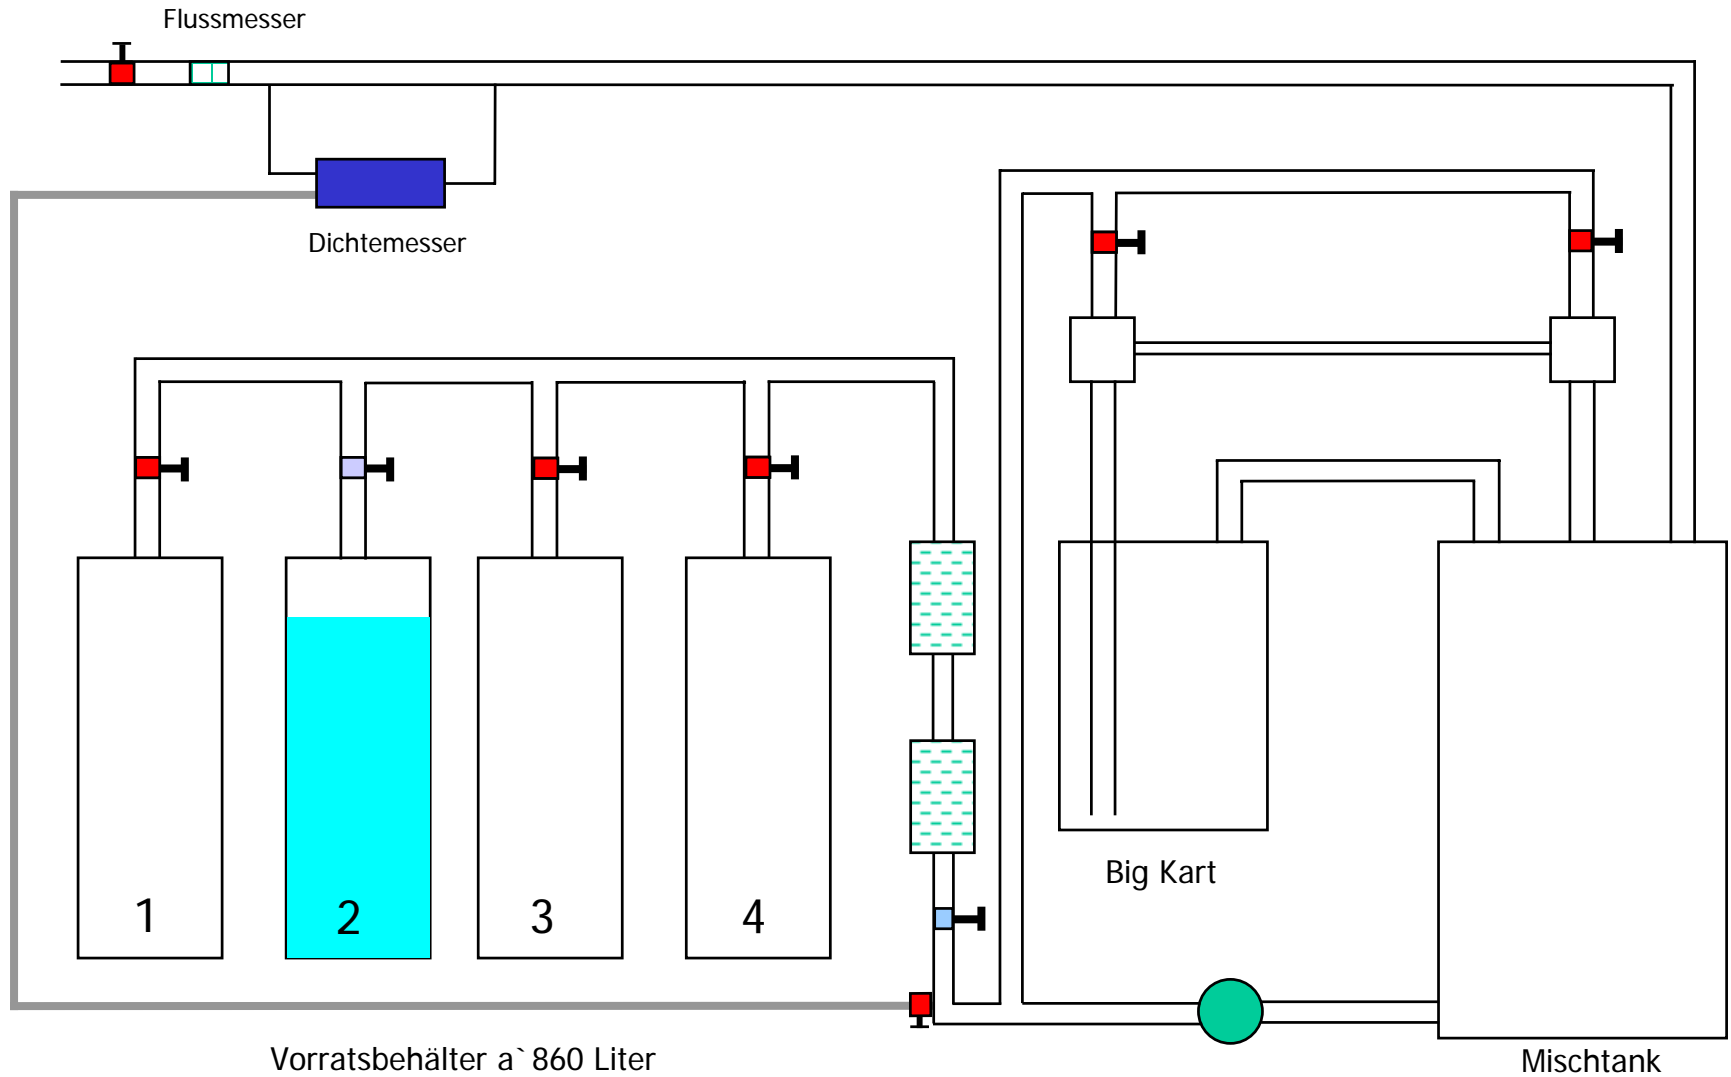 Flussmesser
Dichtemesser
1
2
3
4
Big Kart
Vorratsbehälter a` 860 Liter
Mischtank